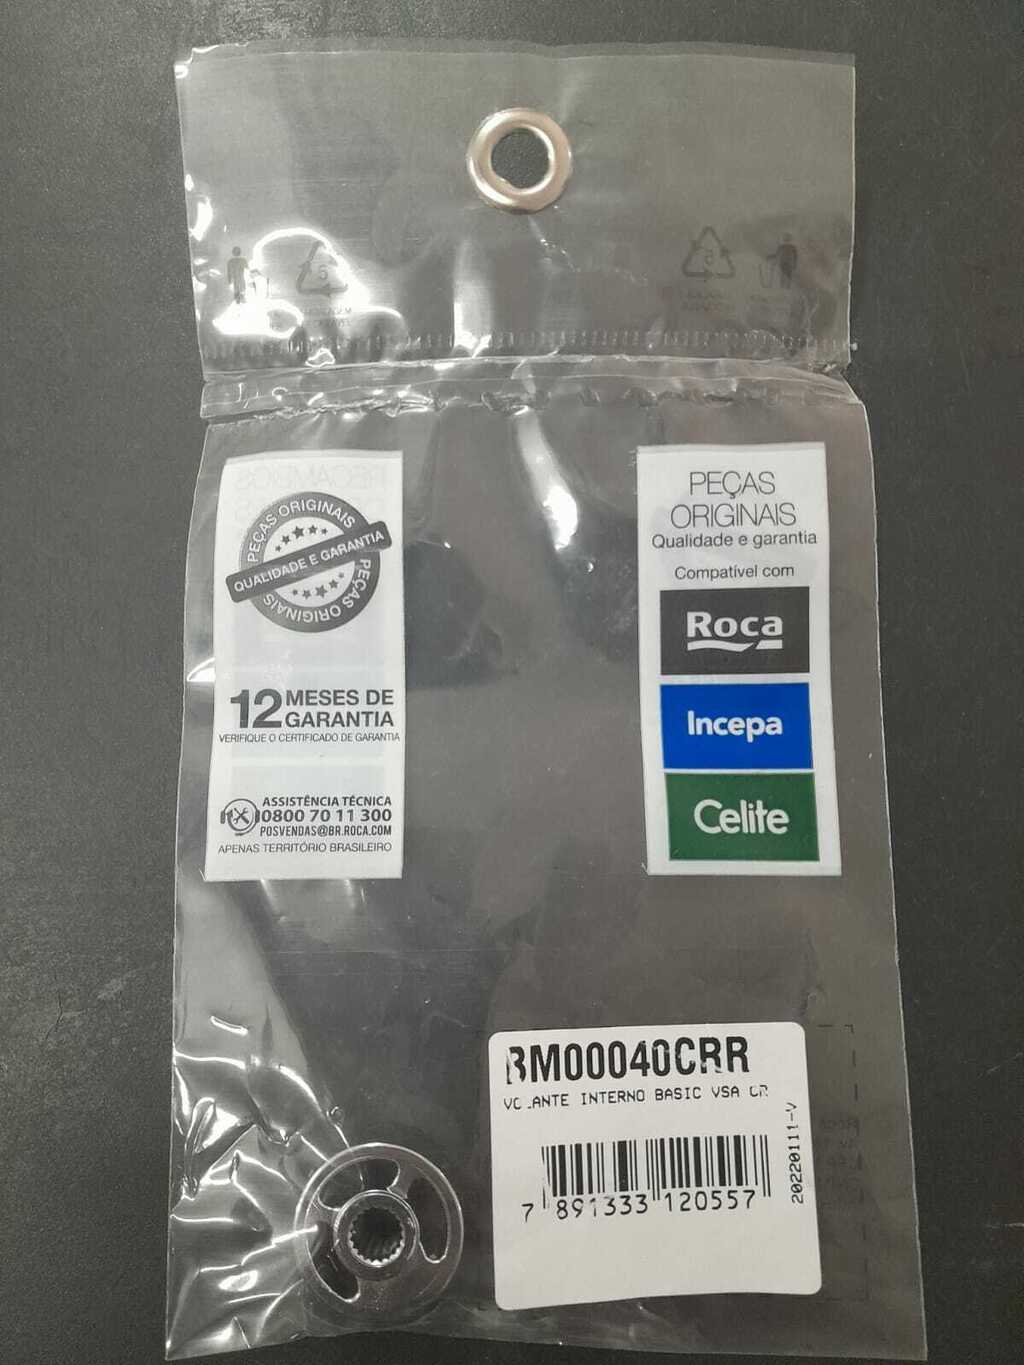 5
5
PEÇAS ORIGINAIS
QUALIDADE E GARANTIA
PEÇAS ORIGINAIS
12 MESES DE
GARANTIA
VERIFIQUE O CERTIFICADO DE GARANTIA
ASSISTÊNCIA TÉCNICA
0800 70 11 300
POSVENDAS@BR.ROCA.COM
APENAS TERRITÓRIO BRASILEIRO
PEÇAS
ORIGINAIS
Qualidade e garantia
Compatível com
Roca
Incepa
Celite
BM00040CRR
VOLANTE INTERNO BASIC VSA CR
20220111-V
7 891333 120557